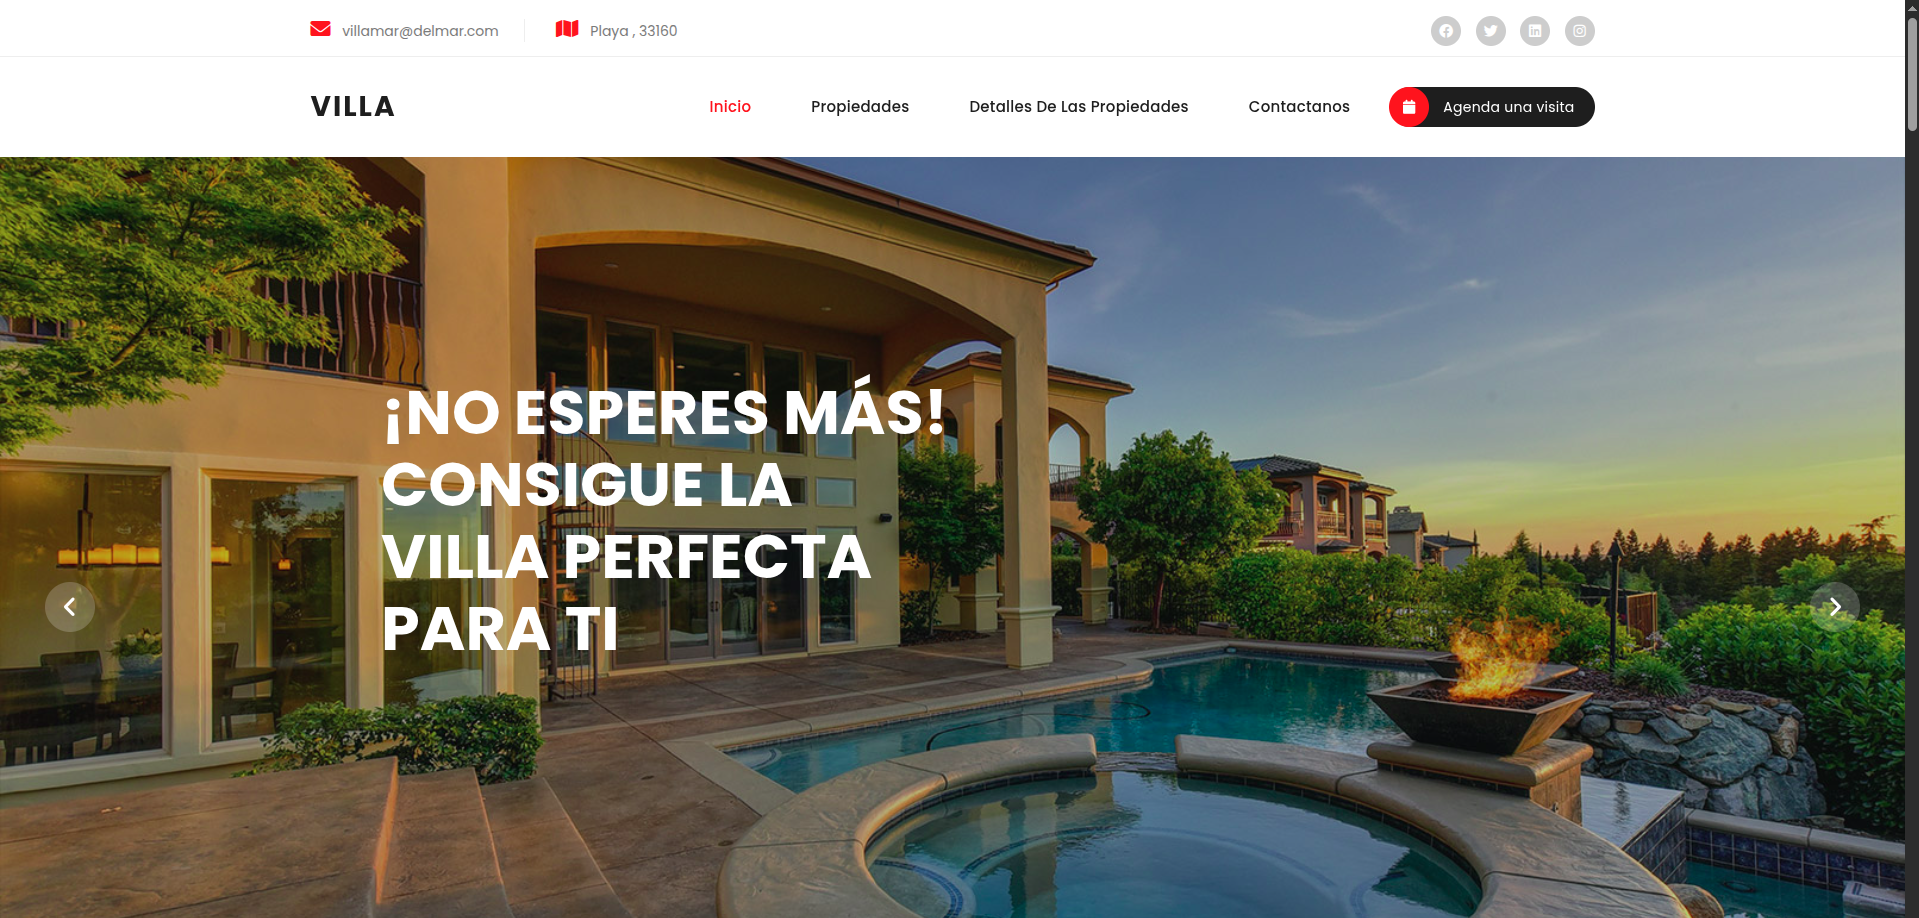 villamar@delmar.com
Playa , 33160
VILLA
Inicio
Propiedades
Detalles De Las Propiedades
Contactanos
Agenda una visita
¡NO ESPERES MÁS!
CONSIGUE LA
VILLA PERFECTA
PARA TI